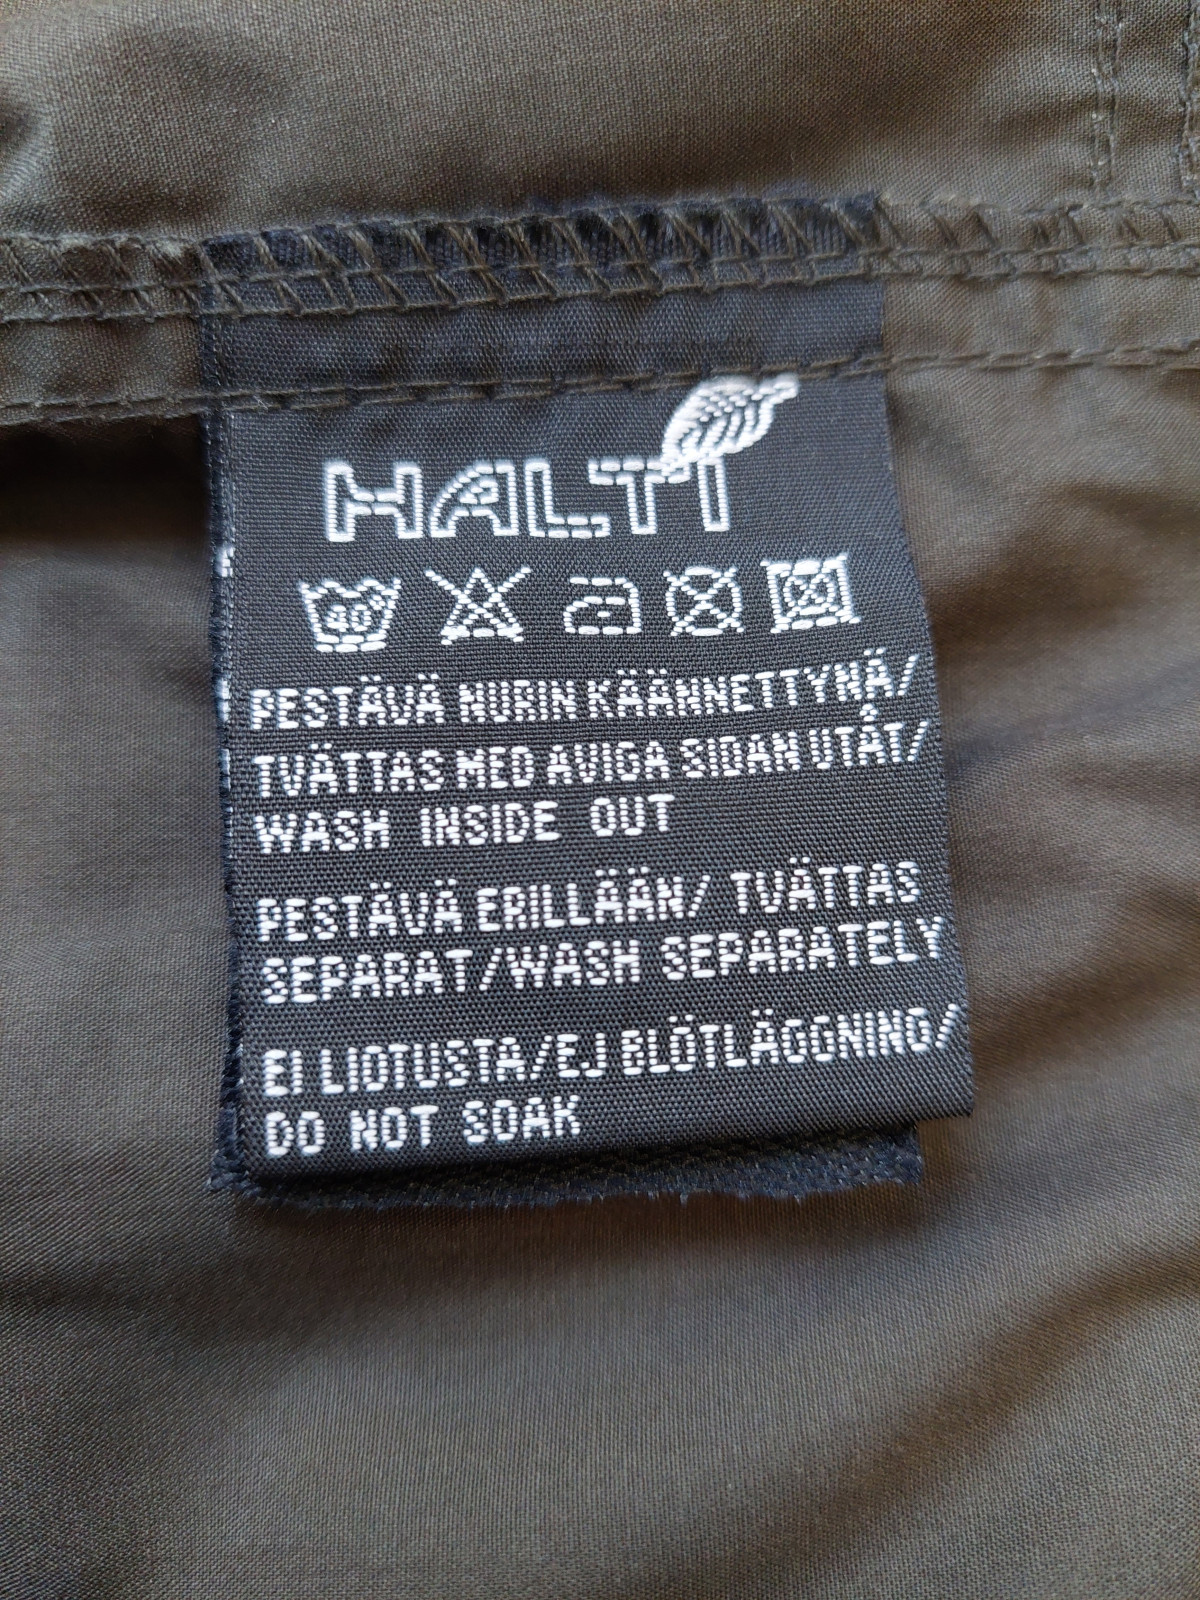 HALTI
40°
PESTÄVÄ NURIN KÄÄNNETTYNÄ/
TVÄTTAS MED AVIGA SIDAN UTÅT/
WASH INSIDE OUT
PESTÄVÄ ERILLÄÄN/ TVÄTTAS
SEPARAT/WASH SEPARATELY
EI LIOTUSTA/EJ BLÖTLÄGGNING/
DO NOT SOAK